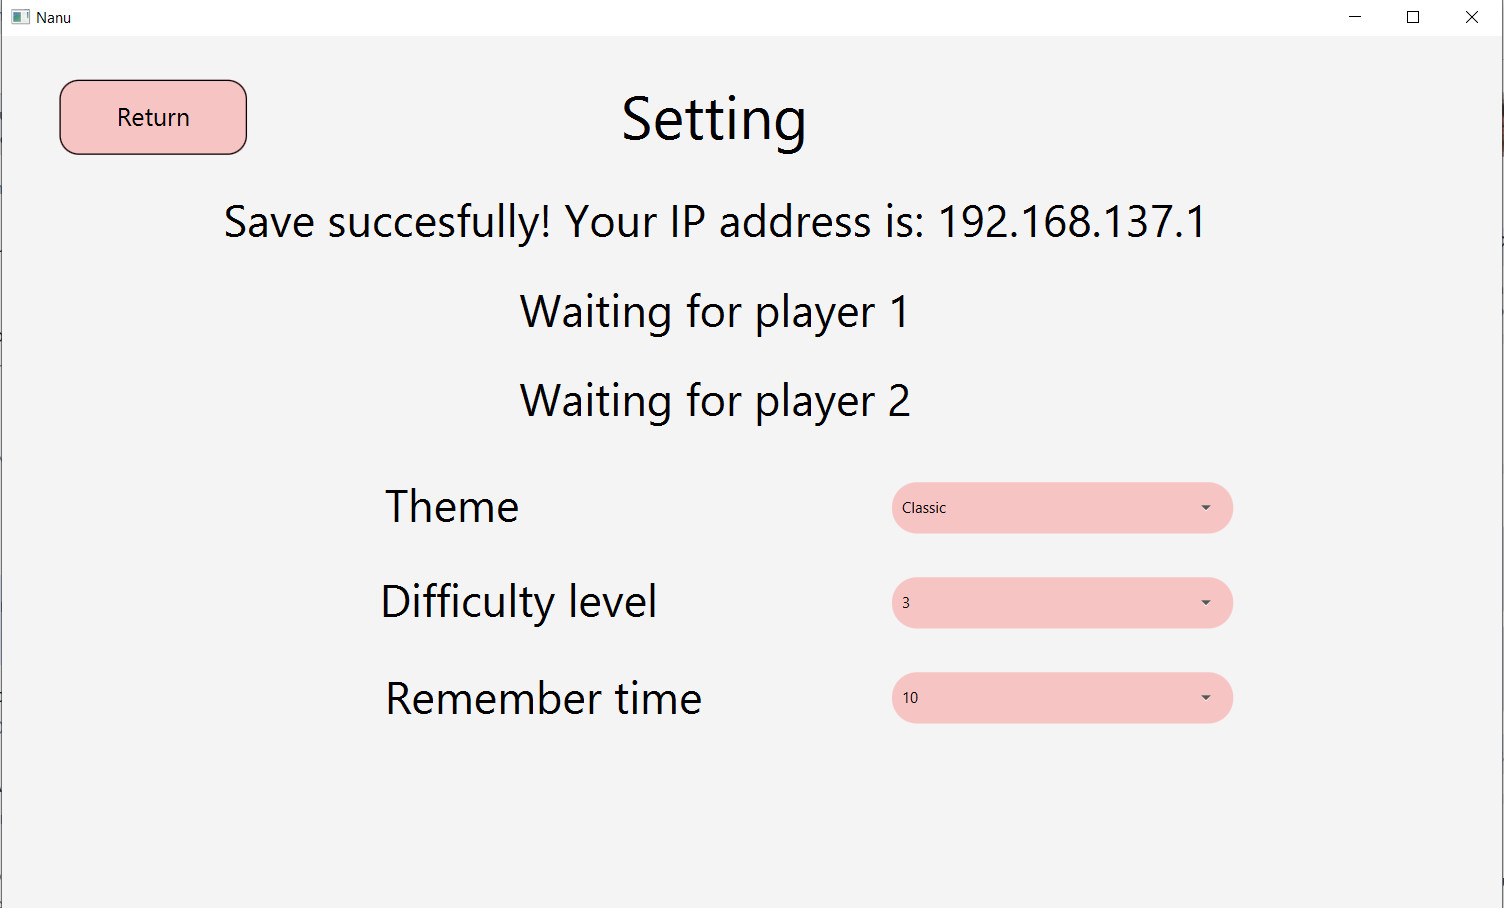 Nanu
Return
Setting
Save succesfully! Your IP address is: 192.168.137.1
Waiting for player 1
Waiting for player 2
Theme
Classic
Difficulty level
3
Remember time
10